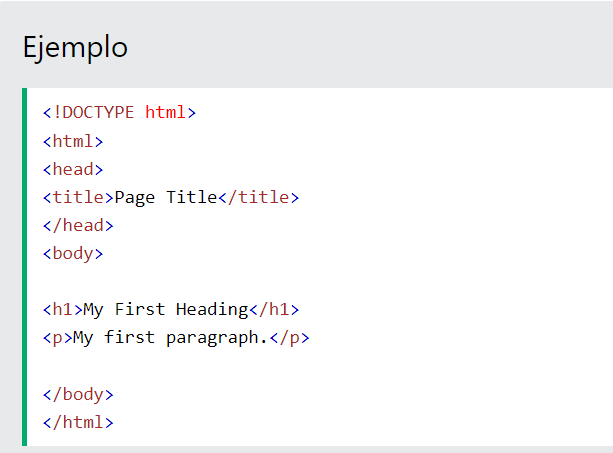 Ejemplo
<!DOCTYPE html>
<html>
<head>
<title>Page Title</title>
</head>
<body>
<h1>My First Heading</h1>
<p>My first paragraph.</p>
</body>
</html>